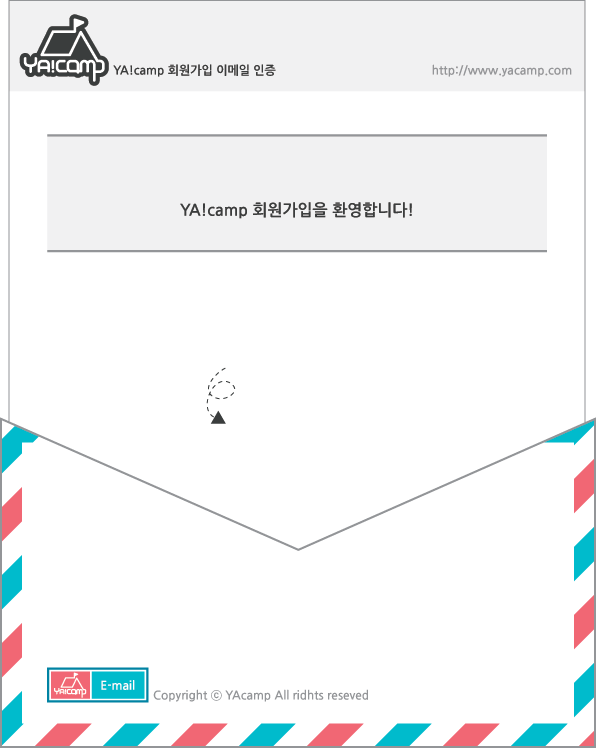 YA!camp
YA!camp 회원가입 이메일 인증
http://www.yacamp.com
YA!camp 회원가입을 환영합니다!
YA!camp
E-mail
Copyright ⓒ YAcamp All ridhts reseved